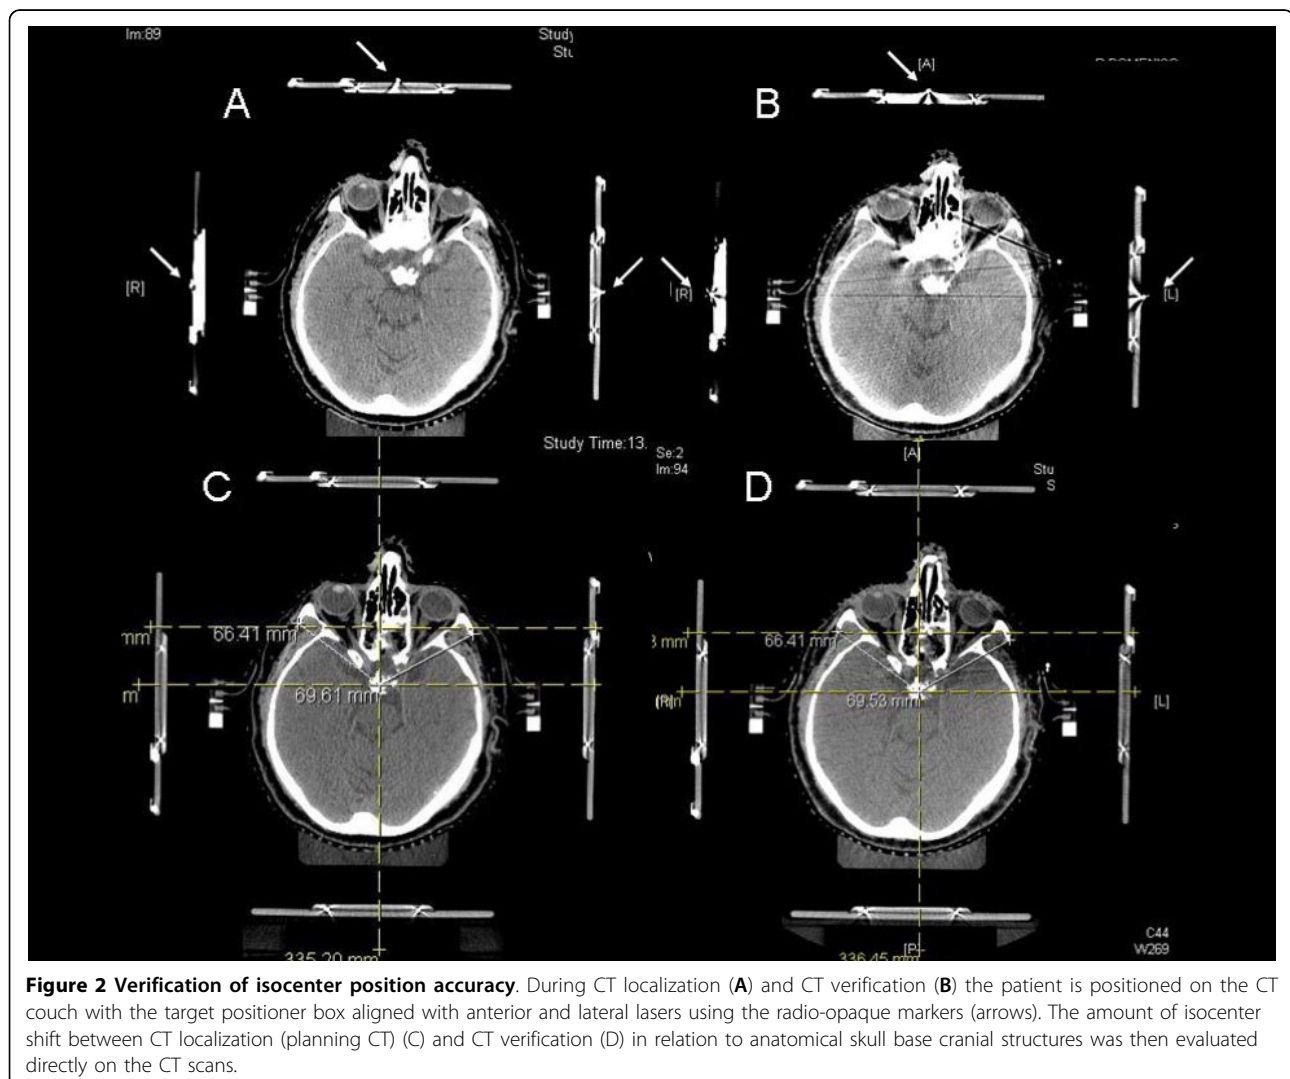 Im:89
Study
Stu
A
[A]
B
[R]
[R]
[L]
Study Time:13.
Se:2
Im:94
[A]
Stu
S
C
D
mm
66.41 mm
3 mm
66.41 mm
m
69.61 mm
69.53 mm
[L]
335.20 mm
[P]
336.45 mm
C44
W269
Figure 2 Verification of isocenter position accuracy. During CT localization (A) and CT verification (B) the patient is positioned on the CT
couch with the target positioner box aligned with anterior and lateral lasers using the radio-opaque markers (arrows). The amount of isocenter
shift between CT localization (planning CT) (C) and CT verification (D) in relation to anatomical skull base cranial structures was then evaluated
directly on the CT scans.